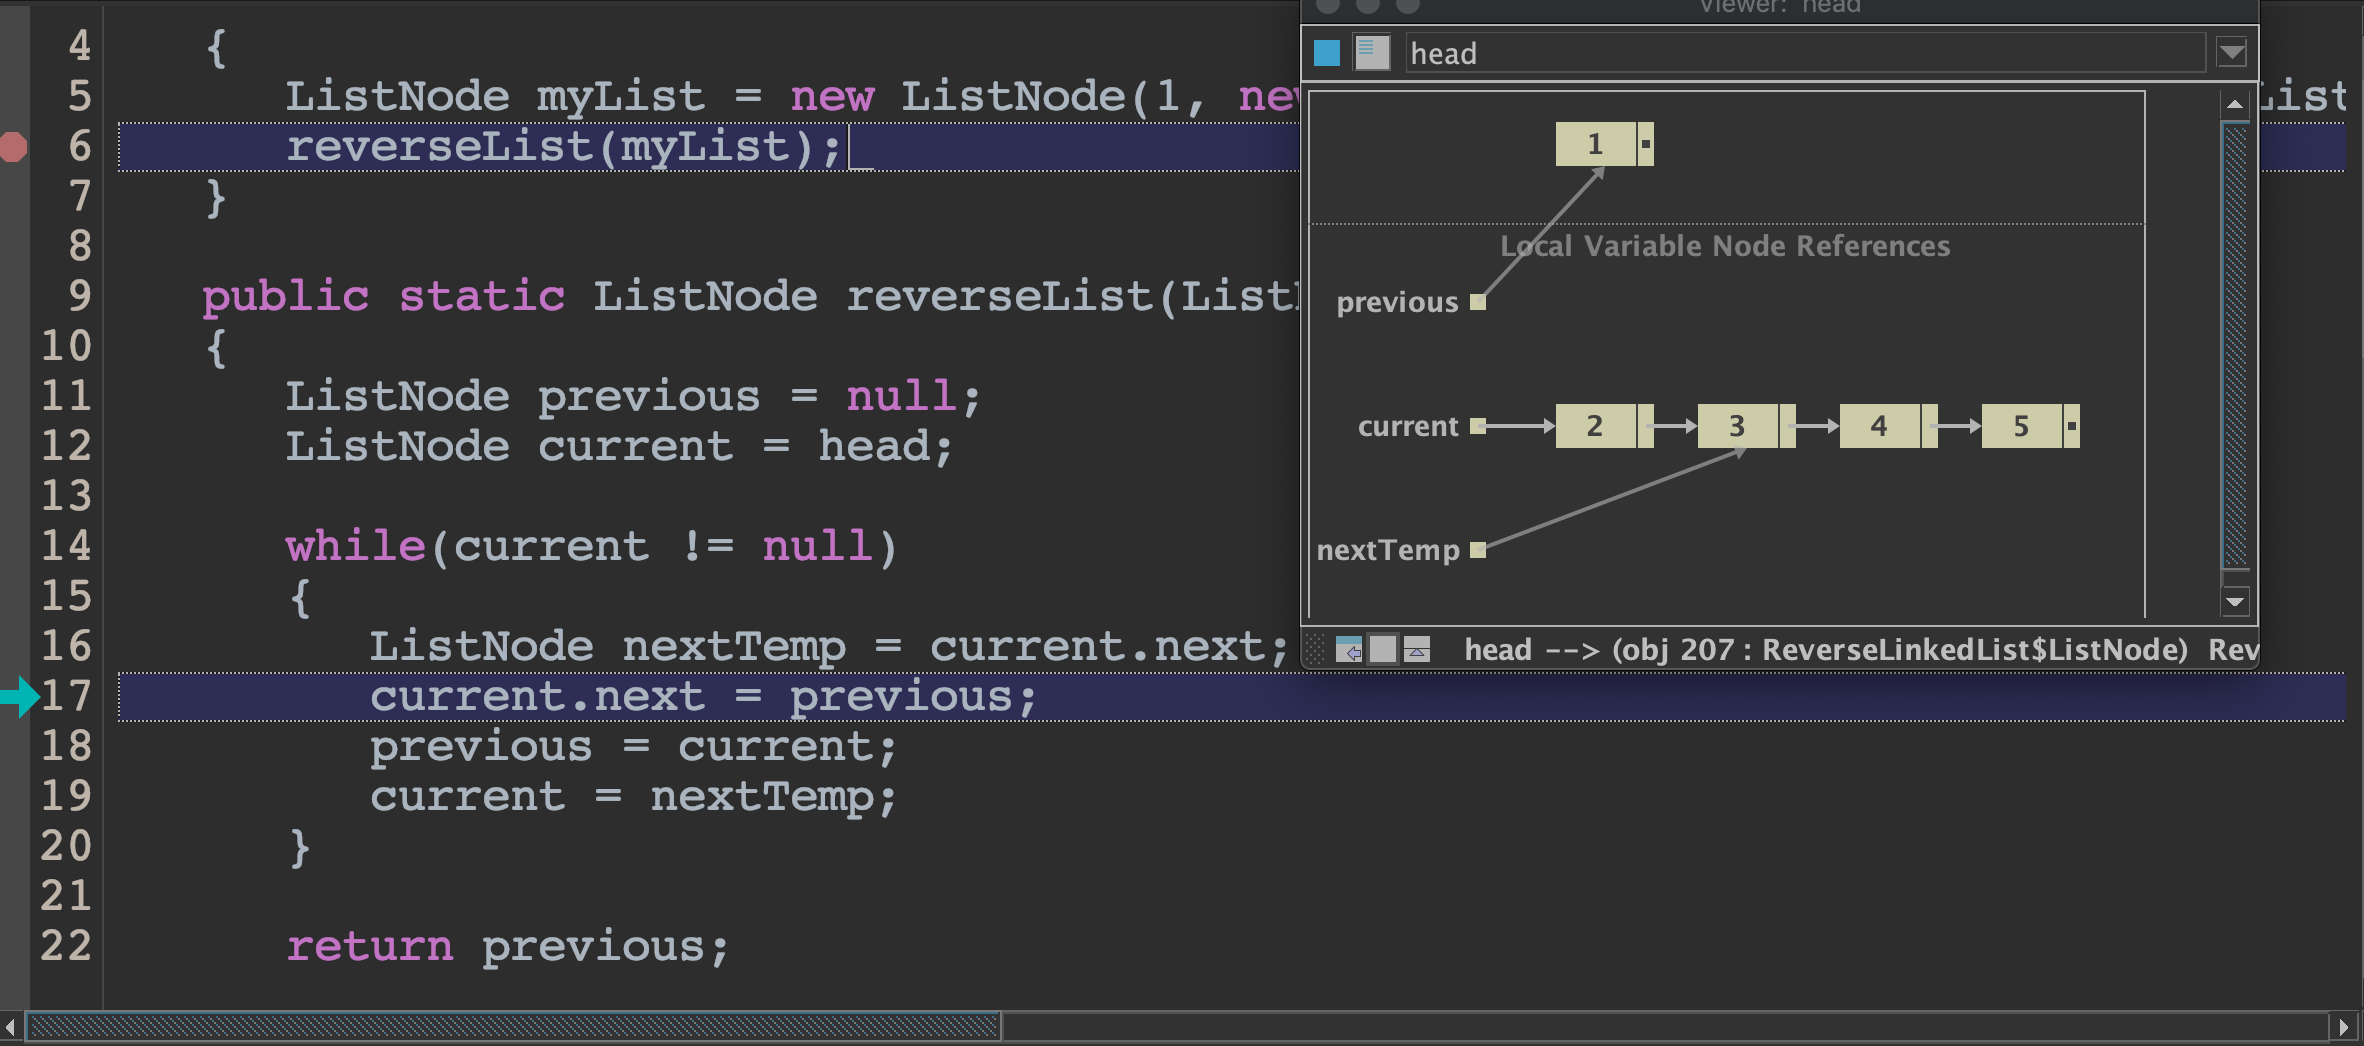 4 {
5 ListNode myList = new ListNode(1, new
6 reverseList(myList);
7 }
8
9 public static ListNode reverseList(List
10 {
11 ListNode previous = null;
12 ListNode current = head;
13
14 while(current != null)
15 {
16 ListNode nextTemp = current.next;
17 current.next = previous;
18 previous = current;
19 current = nextTemp;
20 }
21
22 return previous;
Viewer: head
head
1
Local Variable Node References
previous
current 2 3 4 5
nextTemp
head --> (obj 207 : ReverseLinkedList$ListNode) Rev
List